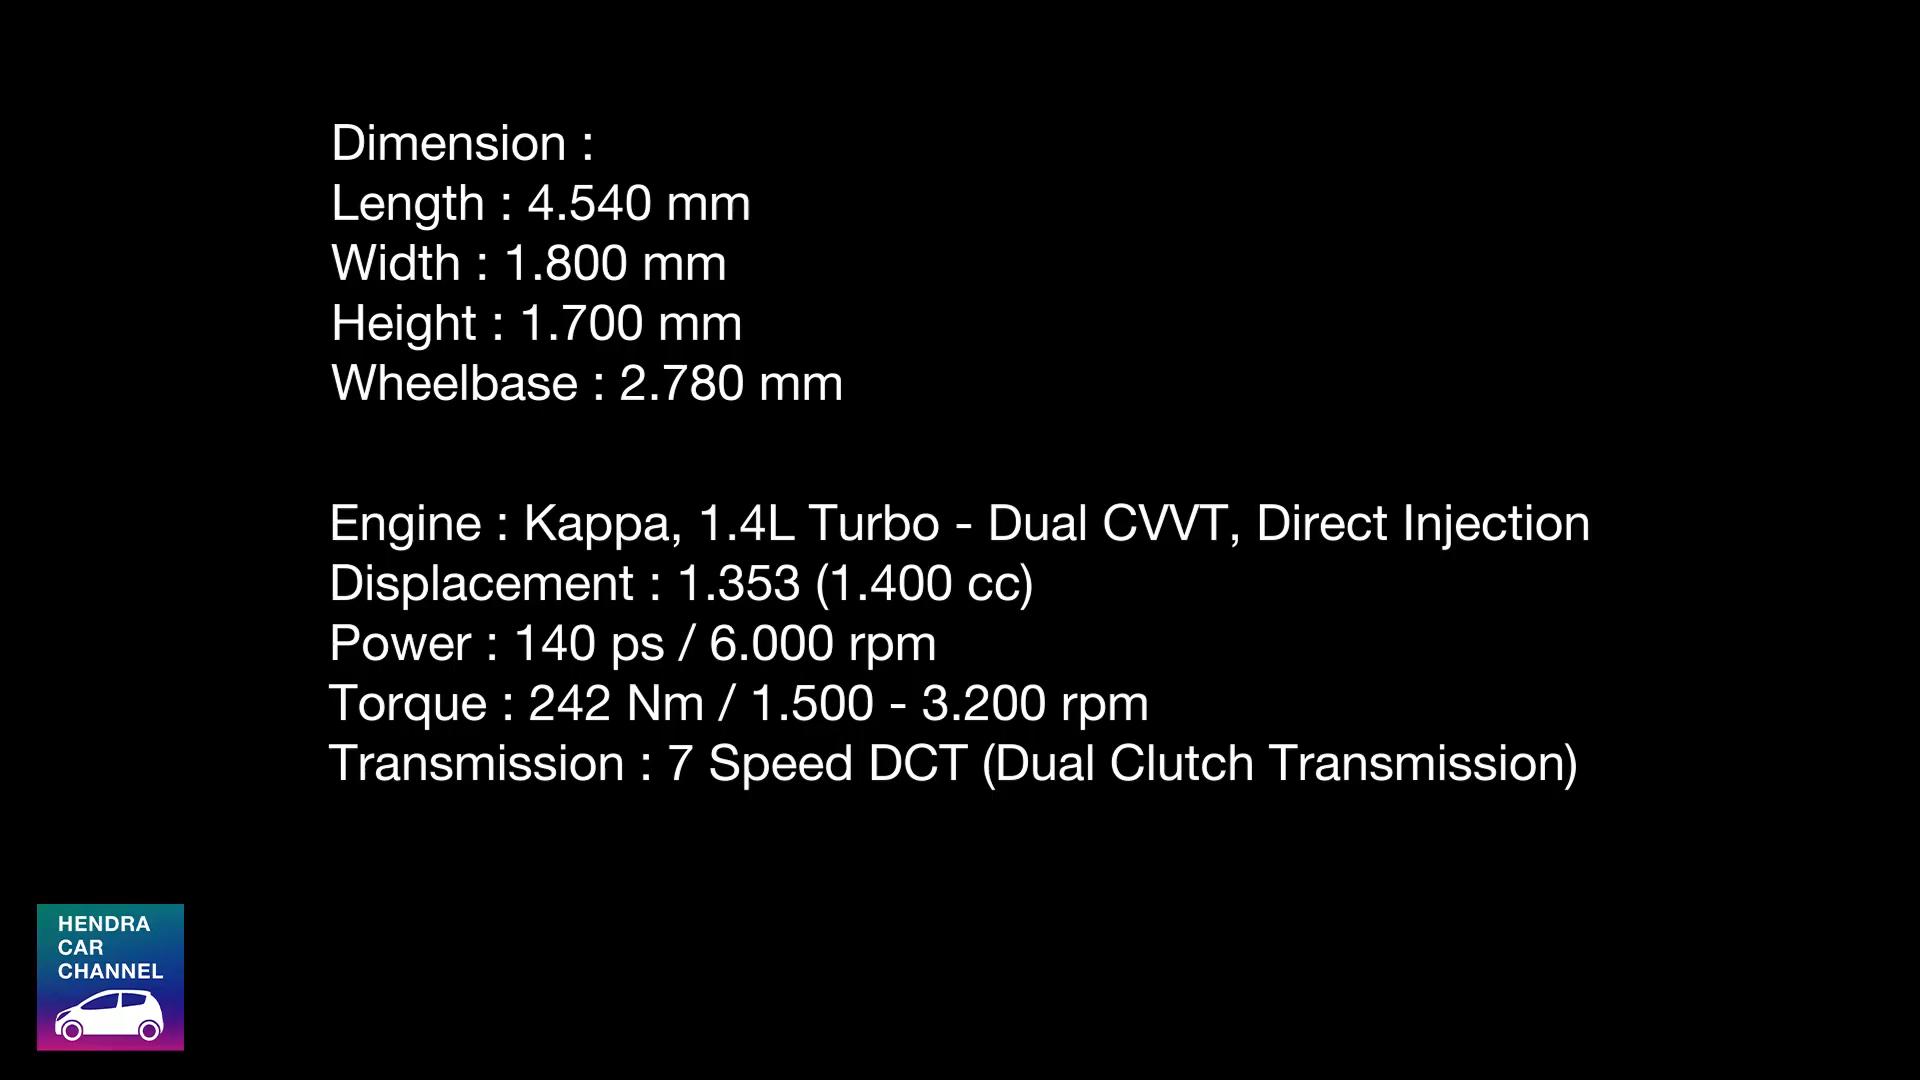 Dimension :
Length : 4.540 mm
Width : 1.800 mm
Height : 1.700 mm
Wheelbase : 2.780 mm
Engine : Kappa, 1.4L Turbo - Dual CVVT, Direct Injection
Displacement : 1.353 (1.400 cc)
Power : 140 ps / 6.000 rpm
Torque : 242 Nm / 1.500 - 3.200 rpm
Transmission : 7 Speed DCT (Dual Clutch Transmission)
HENDRA
CAR
CHANNEL